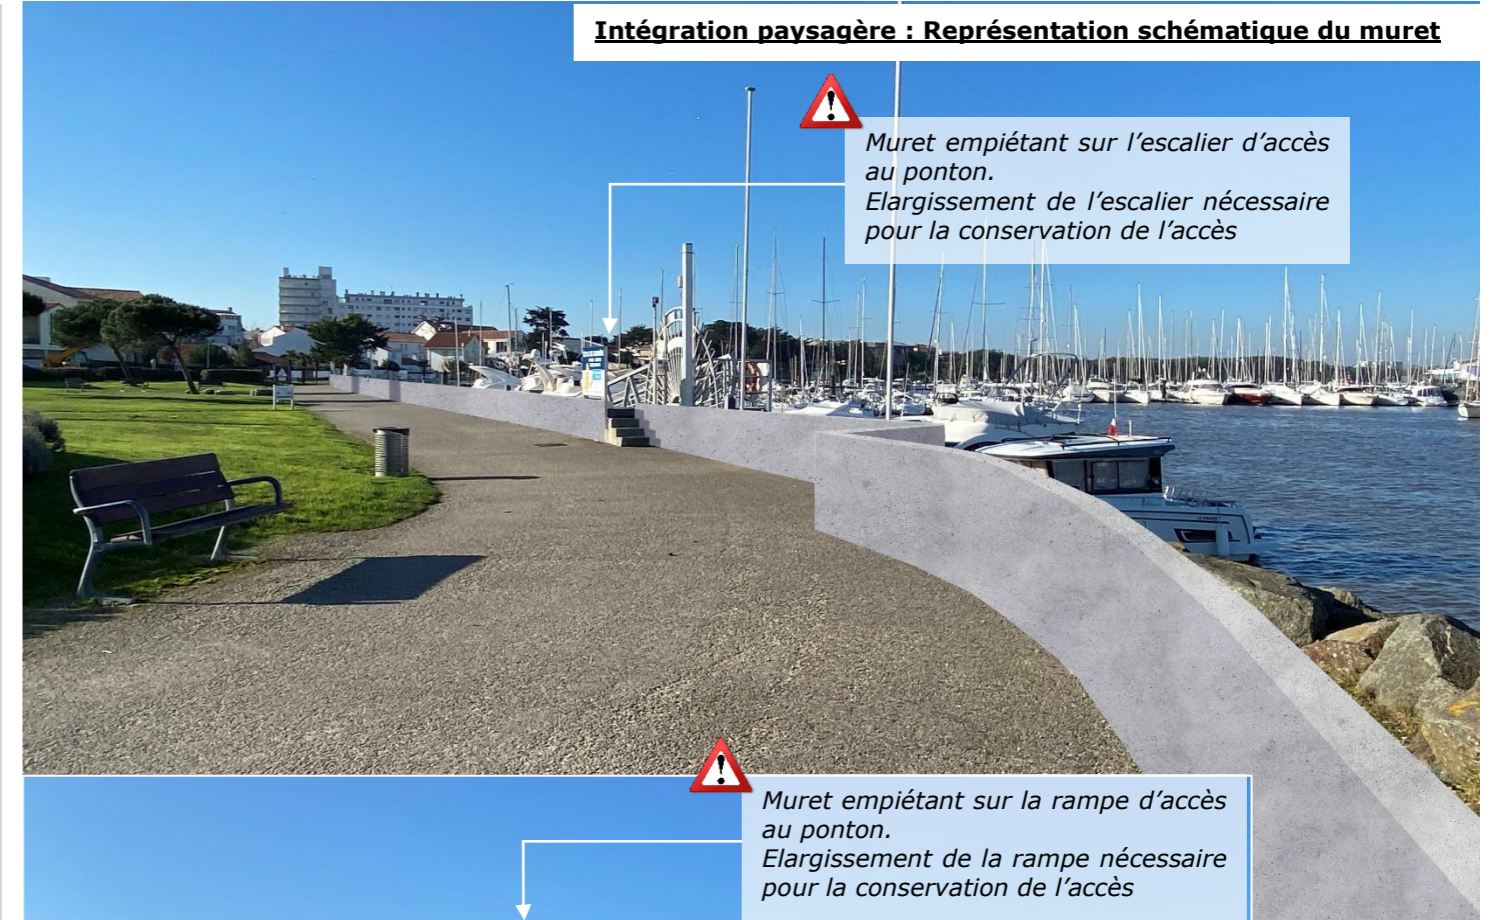 Intégration paysagère : Représentation schématique du muret
Muret empiétant sur l’escalier d’accès
au ponton.
Elargissement de l’escalier nécessaire
pour la conservation de l’accès
Muret empiétant sur la rampe d’accès
au ponton.
Elargissement de la rampe nécessaire
pour la conservation de l’accès